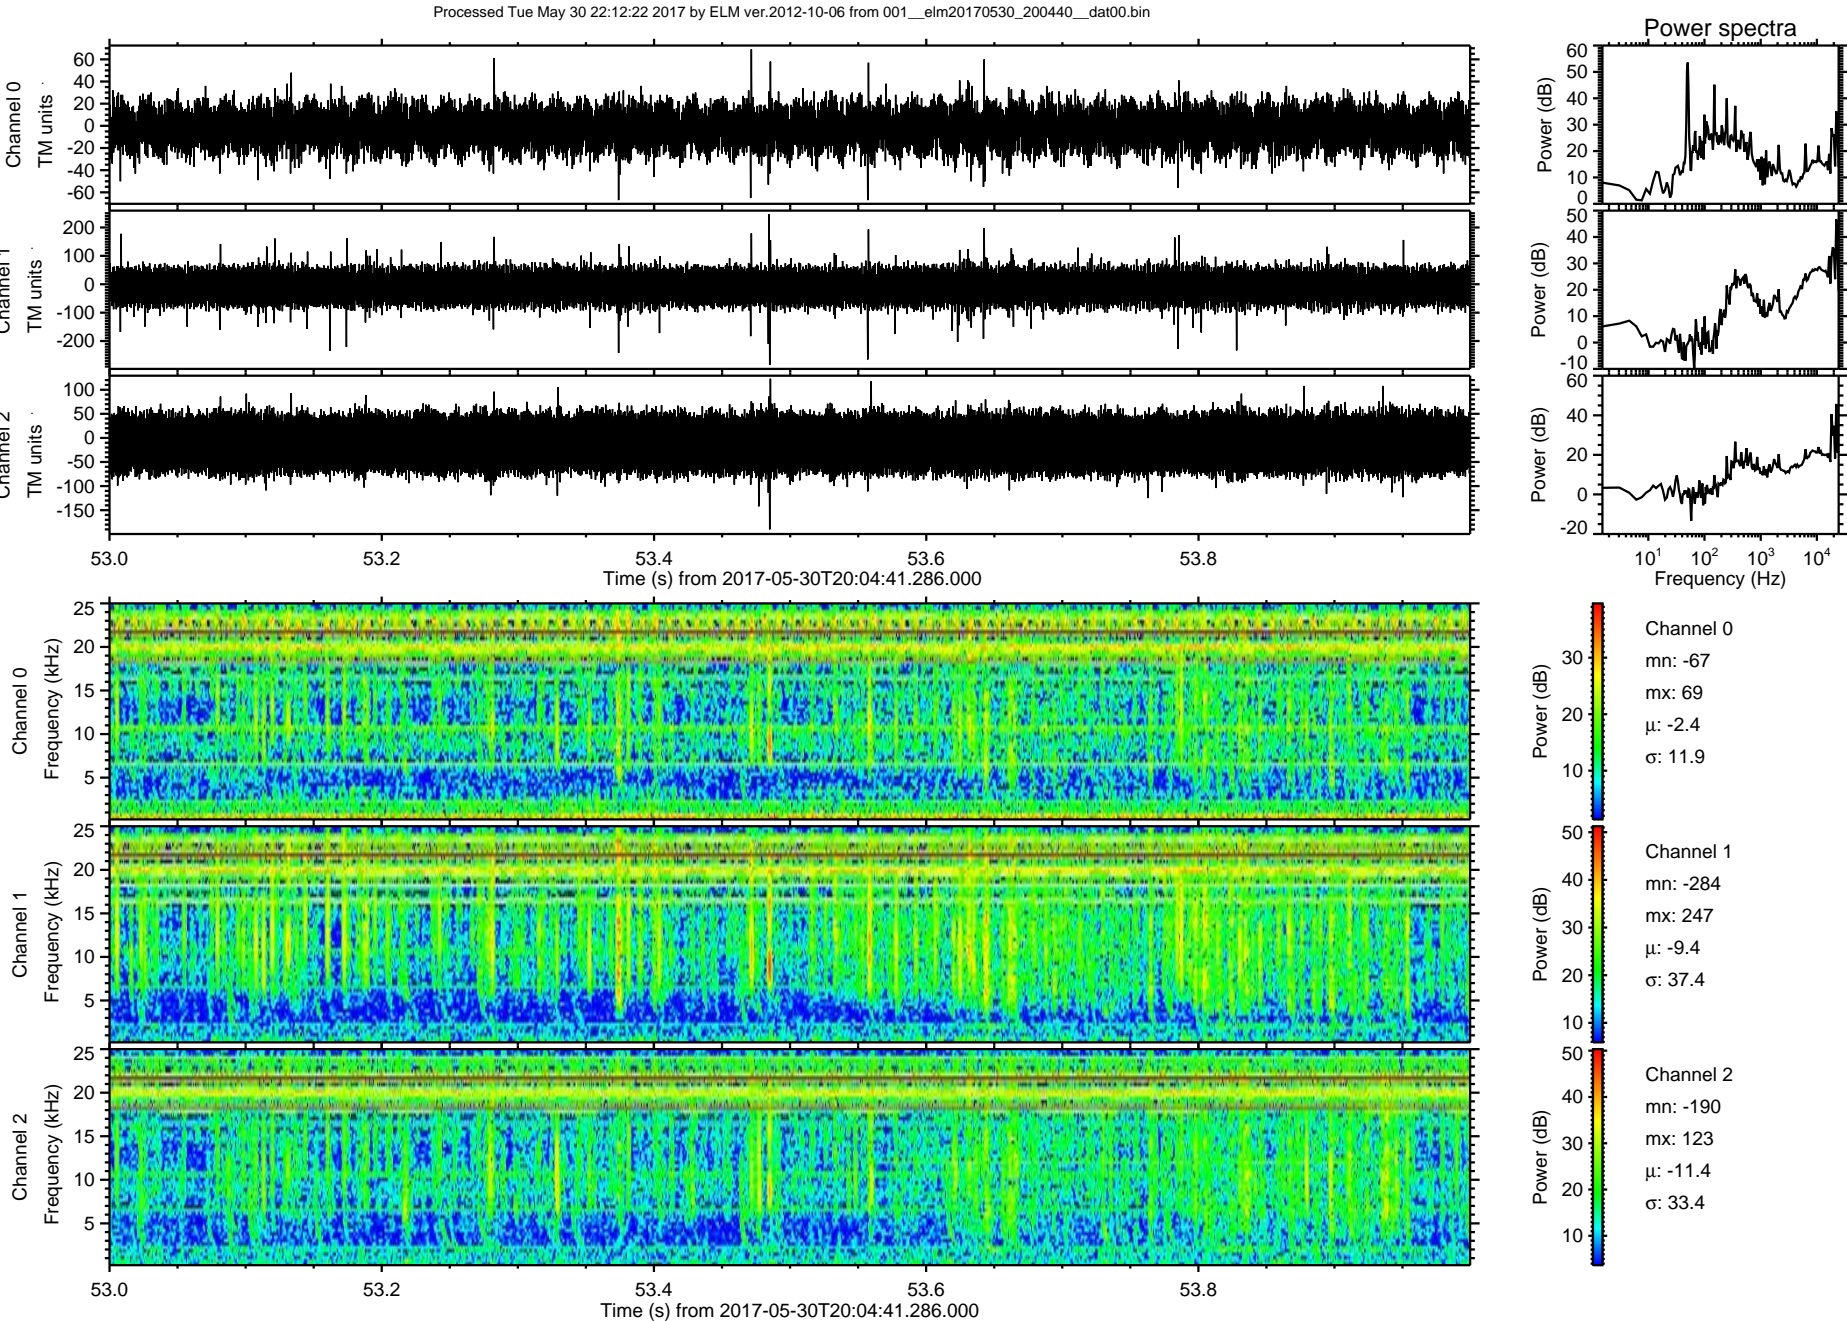 Processed Tue May 30 22:12:22 2017 by ELM ver.2012-10-06 from 001__elm20170530_200440__dat00.bin
Power spectra
Channel 0
TM units
60
40
20
0
-20
-40
-60
Power (dB)
60
50
40
30
20
10
0
Channel 1
TM units
200
100
0
-100
-200
Power (dB)
50
40
30
20
10
0
-10
Channel 2
TM units
100
50
0
-50
-100
-150
Power (dB)
60
40
20
0
-20
53.0 53.2 53.4 53.6 53.8
Time (s) from 2017-05-30T20:04:41.286.000
10¹ 10² 10³ 10⁴
Frequency (Hz)
Channel 0
Frequency (kHz)
25
20
15
10
5
Power (dB)
30
20
10
Channel 0
mn: -67
mx: 69
μ: -2.4
σ: 11.9
Channel 1
Frequency (kHz)
25
20
15
10
5
Power (dB)
50
40
30
20
10
Channel 1
mn: -284
mx: 247
μ: -9.4
σ: 37.4
Channel 2
Frequency (kHz)
25
20
15
10
5
Power (dB)
50
40
30
20
10
Channel 2
mn: -190
mx: 123
μ: -11.4
σ: 33.4
53.0 53.2 53.4 53.6 53.8
Time (s) from 2017-05-30T20:04:41.286.000